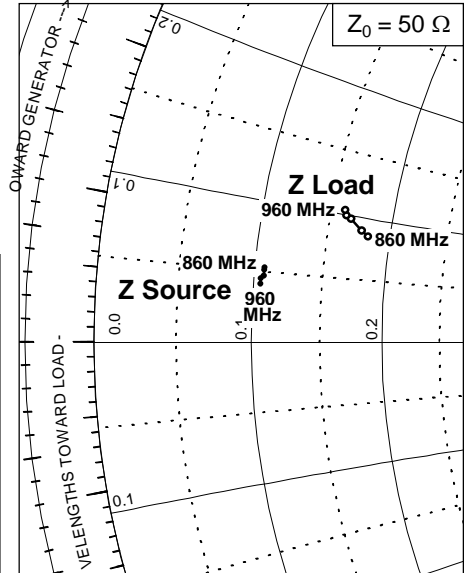 Z₀ = 50 Ω
0.2
OWARD GENERATOR --->
0.1
Z Load
960 MHz
860 MHz
860 MHz
Z Source
960
MHz
0.0
0.1
0.2
VELENGTHS TOWARD LOAD -
0.1